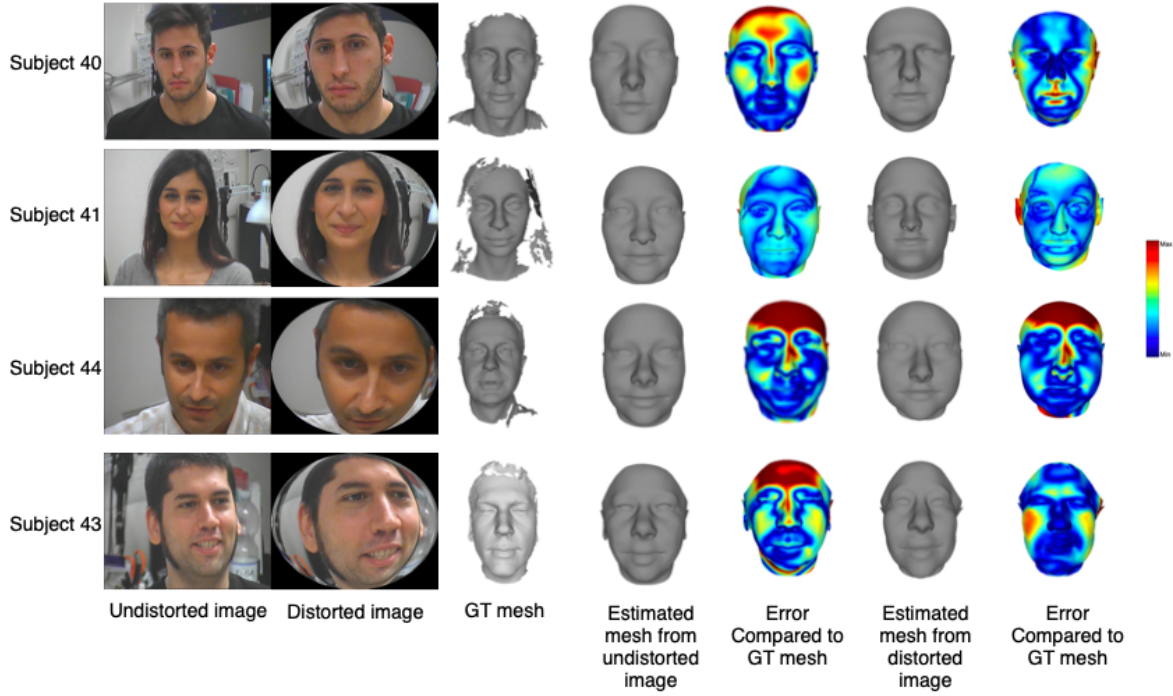 Subject 40
Subject 41
Max
Min
Subject 44
Subject 43
Undistorted image
Distorted image
GT mesh
Estimated
mesh from
undistorted
image
Error
Compared to
GT mesh
Estimated
mesh from
distorted
image
Error
Compared to
GT mesh